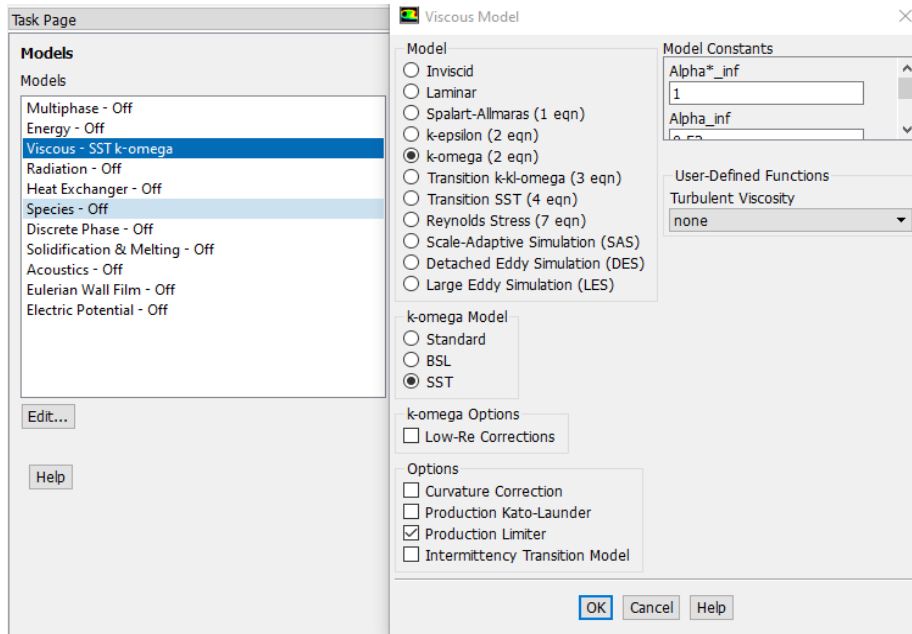 Task Page
Models
Models
Multiphase - Off
Energy - Off
Viscous - SST k-omega
Radiation - Off
Heat Exchanger - Off
Species - Off
Discrete Phase - Off
Solidification & Melting - Off
Acoustics - Off
Eulerian Wall Film - Off
Electric Potential - Off
Edit...
Help
Viscous Model
Model
Inviscid
Laminar
Spalart-Allmaras (1 eqn)
k-epsilon (2 eqn)
k-omega (2 eqn)
Transition k-kl-omega (3 eqn)
Transition SST (4 eqn)
Reynolds Stress (7 eqn)
Scale-Adaptive Simulation (SAS)
Detached Eddy Simulation (DES)
Large Eddy Simulation (LES)
k-omega Model
Standard
BSL
SST
k-omega Options
Low-Re Corrections
Options
Curvature Correction
Production Kato-Launder
Production Limiter
Intermittency Transition Model
Model Constants
Alpha*_inf
1
Alpha_inf
User-Defined Functions
Turbulent Viscosity
none
OK Cancel Help